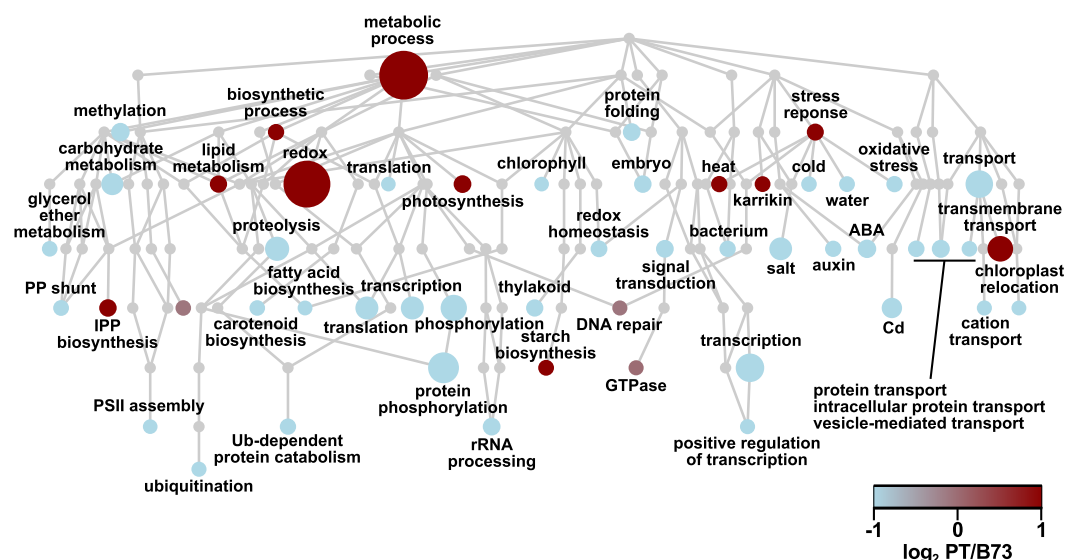 metabolic
process
methylation
biosynthetic
process
protein
folding
stress
reponse
carbohydrate
metabolism
lipid
metabolism
redox
translation
chlorophyll
embryo
heat
cold
oxidative
stress
transport
glycerol
ether
metabolism
photosynthesis
karrikin
water
proteolysis
redox
homeostasis
bacterium
ABA
transmembrane
transport
PP shunt
fatty acid
biosynthesis
transcription
thylakoid
signal
transduction
salt
auxin
chloroplast
relocation
IPP
biosynthesis
carotenoid
biosynthesis
translation
phosphorylation
DNA repair
Cd
cation
transport
starch
biosynthesis
transcription
PSII assembly
protein
phosphorylation
GTPase
protein transport
intracellular protein transport
vesicle-mediated transport
Ub-dependent
protein catabolism
rRNA
processing
positive regulation
of transcription
ubiquitination
-1 0 1
log₂ PT/B73